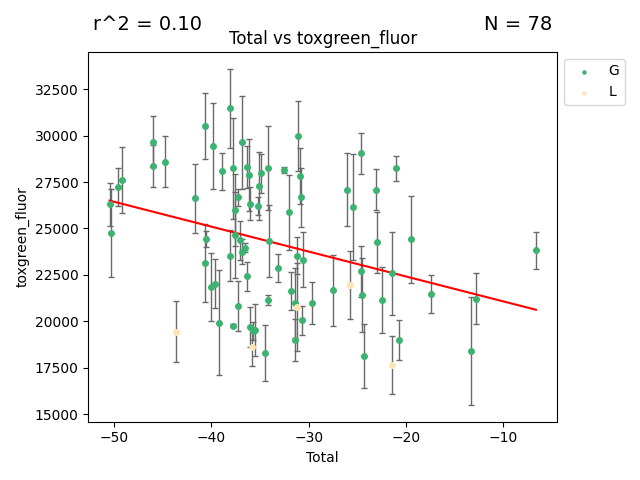 r^2 = 0.10
N = 78
Total vs toxgreen_fluor
G
L
32500
30000
27500
25000
22500
20000
17500
15000
toxgreen_fluor
−50
−40
−30
−20
−10
Total